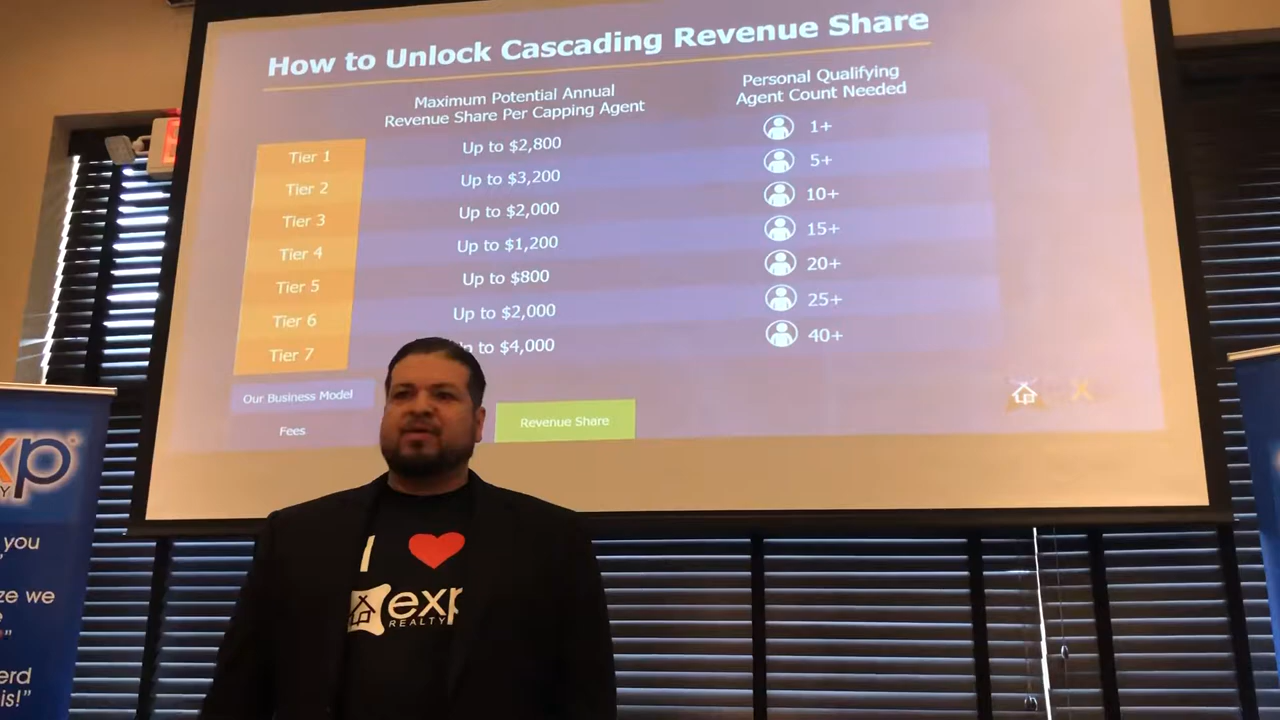 How to Unlock Cascading Revenue Share
Maximum Potential Annual
Revenue Share Per Capping Agent
Personal Qualifying
Agent Count Needed
Tier 1 Up to $2,800 1+
Tier 2 Up to $3,200 5+
Tier 3 Up to $2,000 10+
Tier 4 Up to $1,200 15+
Tier 5 Up to $800 20+
Tier 6 Up to $2,000 25+
Tier 7 Up to $4,000 40+
Our Business Model
Fees
Revenue Share
xp
you
ze we
erd
is!"
I
exp
REALTY